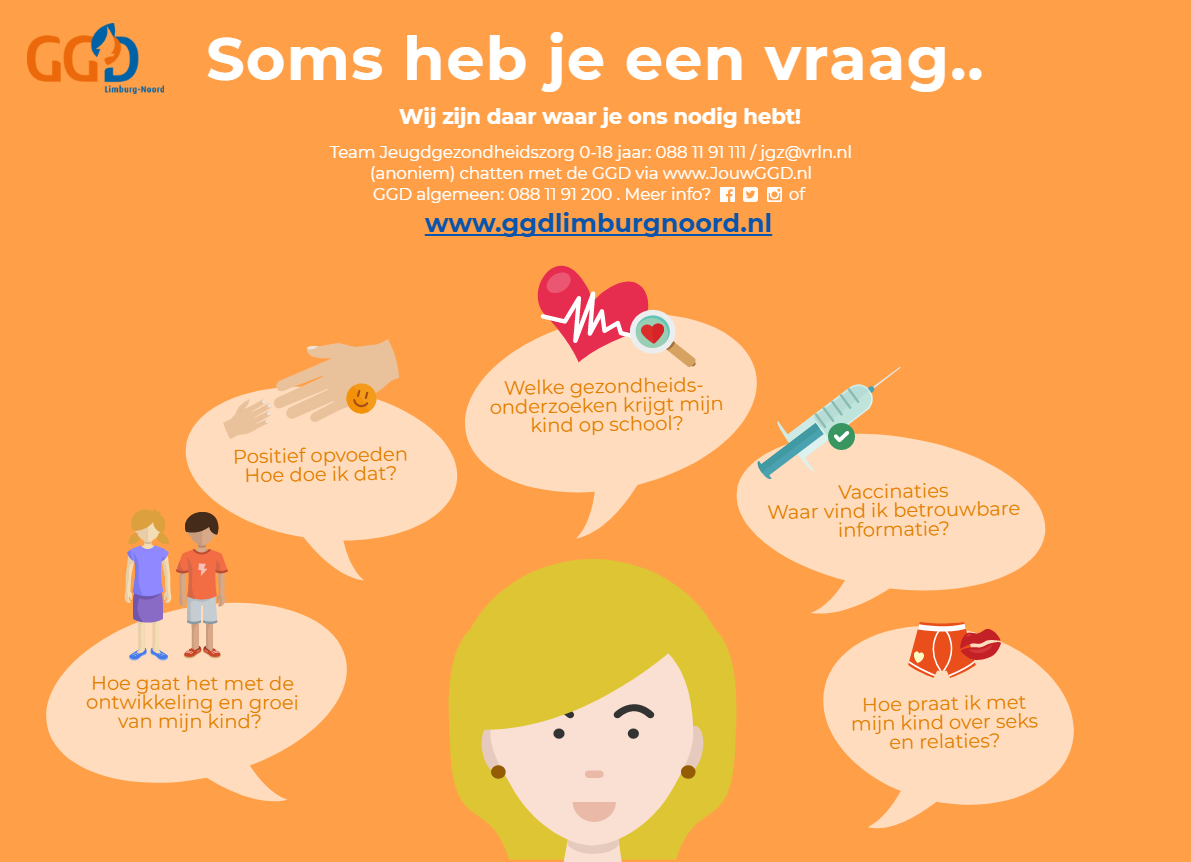 GGD
Limburg-Noord
Soms heb je een vraag..
Wij zijn daar waar je ons nodig hebt!
Team Jeugdgezondheidszorg 0-18 jaar: 088 11 91 111 / jgz@vrln.nl
(anoniem) chatten met de GGD via www.JouwGGD.nl
GGD algemeen: 088 11 91 200 . Meer info? of
www.ggdlimburgnoord.nl
Welke gezondheids-
onderzoeken krijgt mijn
kind op school?
Positief opvoeden
Hoe doe ik dat?
Vaccinaties
Waar vind ik betrouwbare
informatie?
Hoe gaat het met de
ontwikkeling en groei
van mijn kind?
Hoe praat ik met
mijn kind over seks
en relaties?